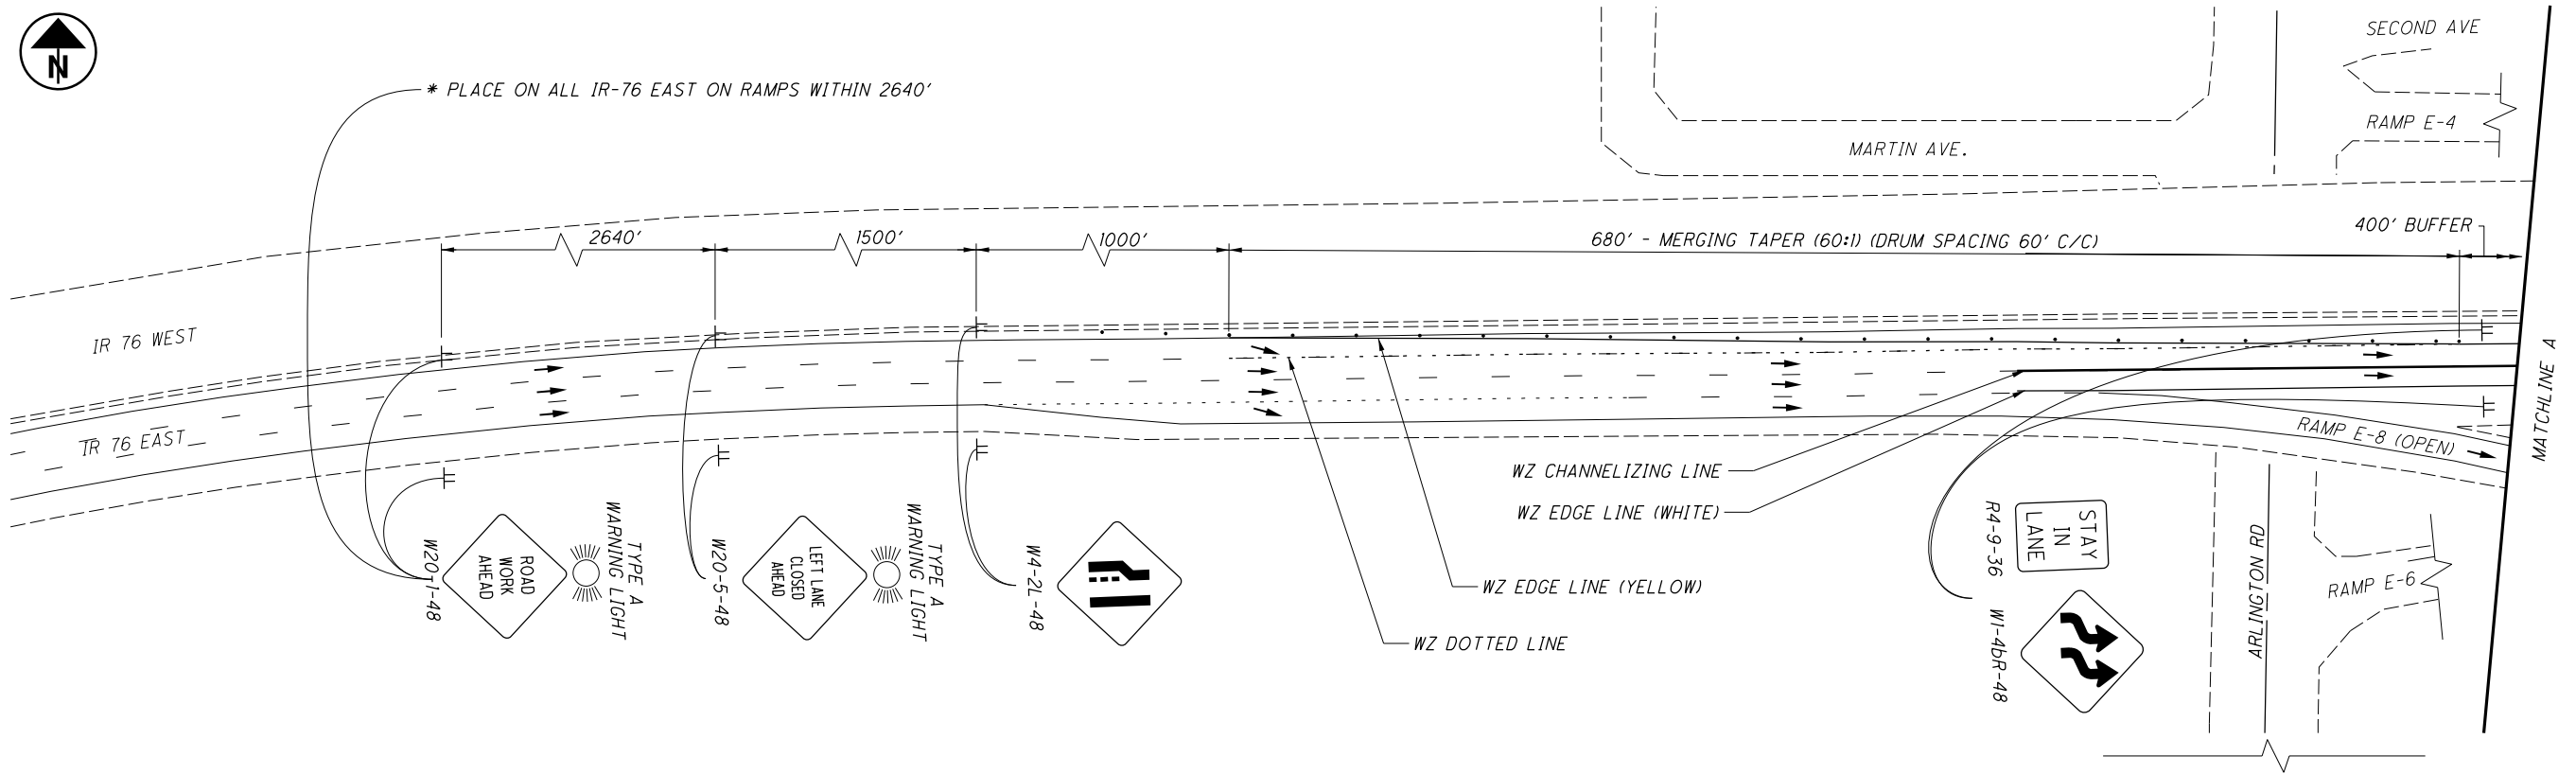 N
* PLACE ON ALL IR-76 EAST ON RAMPS WITHIN 2640'
SECOND AVE
RAMP E-4
MARTIN AVE.
2640'
1500'
1000'
680' - MERGING TAPER (60:1) (DRUM SPACING 60' C/C)
400' BUFFER
IR 76 WEST
IR 76 EAST
MATCHLINE A
RAMP E-8 (OPEN)
WZ CHANNELIZING LINE
WZ EDGE LINE (WHITE)
WZ EDGE LINE (YELLOW)
WZ DOTTED LINE
W20-1-48
ROAD
WORK
AHEAD
TYPE A
WARNING LIGHT
W20-5-48
LEFT LANE
CLOSED
AHEAD
TYPE A
WARNING LIGHT
W4-2L-48
R4-9-36
STAY
IN
LANE
W1-4bR-48
ARLINGTON RD
RAMP E-6